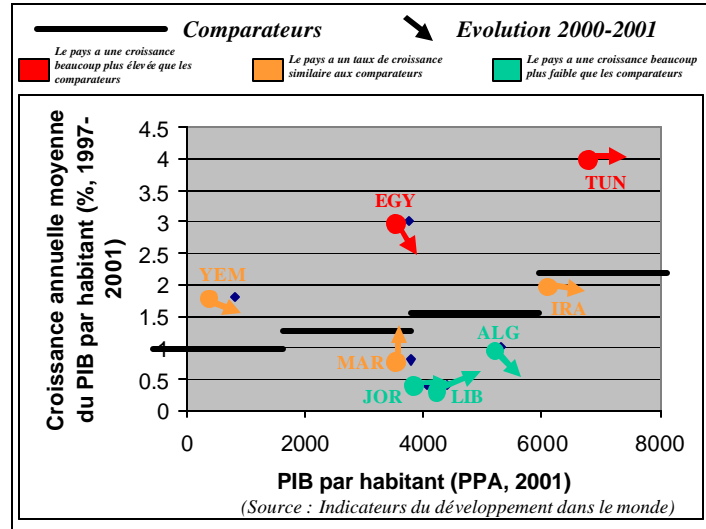 Comparateurs
Evolution 2000-2001
Le pays a une croissance
beaucoup plus élevée que les
comparateurs
Le pays a un taux de croissance
similaire aux comparateurs
Le pays a une croissance beaucoup
plus faible que les comparateurs
Croissance annuelle moyenne
du PIB par habitant (%, 1997-
2001)
4.5
4
3.5
3
2.5
2
1.5
1
0.5
0
TUN
EGY
YEM
IRA
MAR
ALG
JOR
LIB
0
2000
4000
6000
8000
PIB par habitant (PPA, 2001)
(Source : Indicateurs du développement dans le monde)